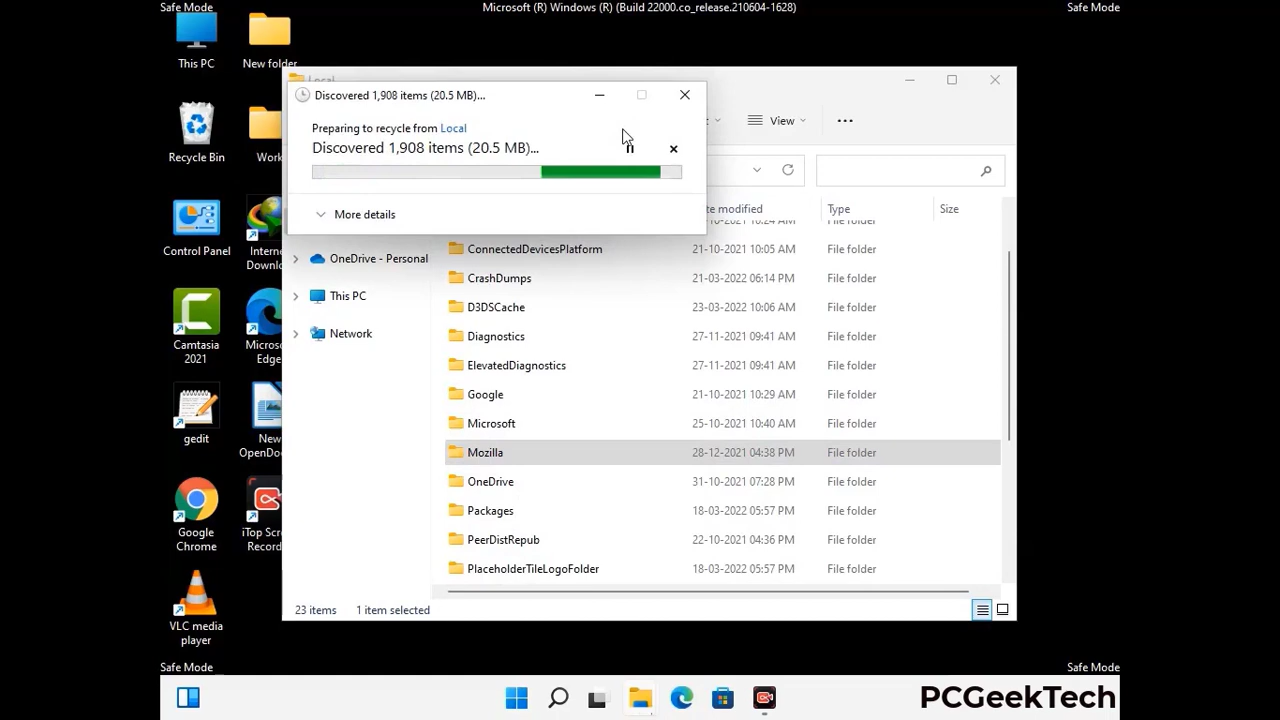 Safe Mode
Microsoft (R) Windows (R) (Build 22000.co_release.210604-1628)
Safe Mode
This PC
New folder
Recycle Bin
Work
Control Panel
Internet
Downlo
Camtasia
2021
Micros
Edge
gedit
New
OpenDoc
Google
Chrome
iTop Scre
Record
VLC media
player
Local
Discovered 1,908 items (20.5 MB)...
Preparing to recycle from Local
Discovered 1,908 items (20.5 MB)...
More details
View
te modified
Type
Size
File folder
OneDrive - Personal
This PC
Network
ConnectedDevicesPlatform 21-10-2021 10:05 AM File folder
CrashDumps 21-03-2022 06:14 PM File folder
D3DSCache 23-03-2022 10:06 AM File folder
Diagnostics 27-11-2021 09:41 AM File folder
ElevatedDiagnostics 27-11-2021 09:41 AM File folder
Google 21-10-2021 10:29 AM File folder
Microsoft 25-10-2021 10:40 AM File folder
Mozilla 28-12-2021 04:38 PM File folder
OneDrive 31-10-2021 07:28 PM File folder
Packages 18-03-2022 05:57 PM File folder
PeerDistRepub 22-10-2021 04:36 PM File folder
PlaceholderTileLogoFolder 18-03-2022 05:57 PM File folder
23 items 1 item selected
Safe Mode
Safe Mode
PCGeekTech